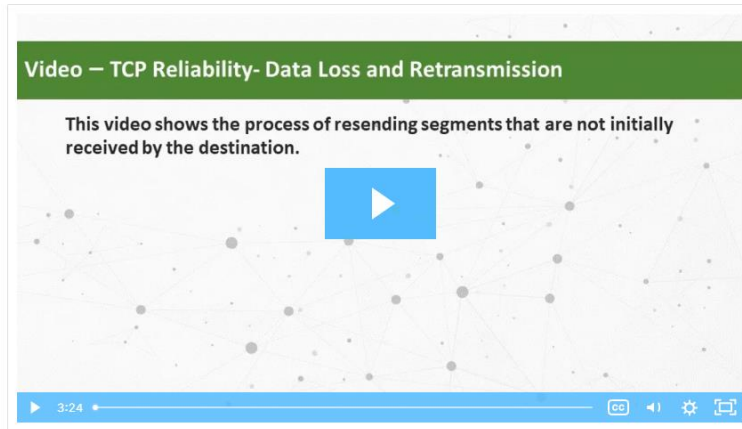 Video – TCP Reliability- Data Loss and Retransmission
This video shows the process of resending segments that are not initially
received by the destination.
3:24
CC